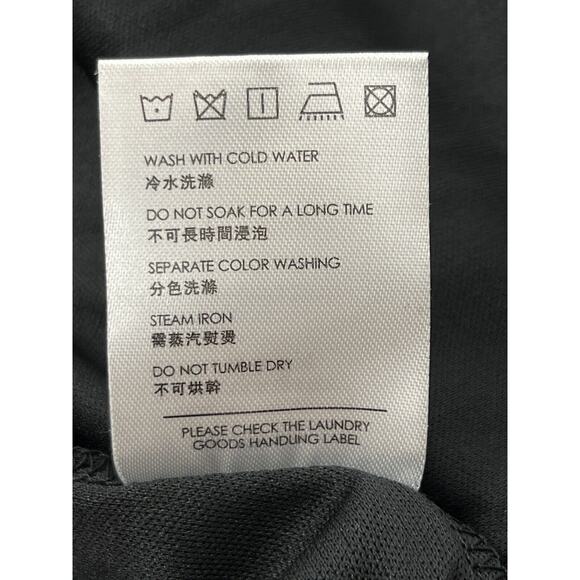 WASH WITH COLD WATER
冷水洗滌
DO NOT SOAK FOR A LONG TIME
不可長時間浸泡
SEPARATE COLOR WASHING
分色洗滌
STEAM IRON
需蒸汽熨燙
DO NOT TUMBLE DRY
不可烘幹
PLEASE CHECK THE LAUNDRY
GOODS HANDUNG LABEL